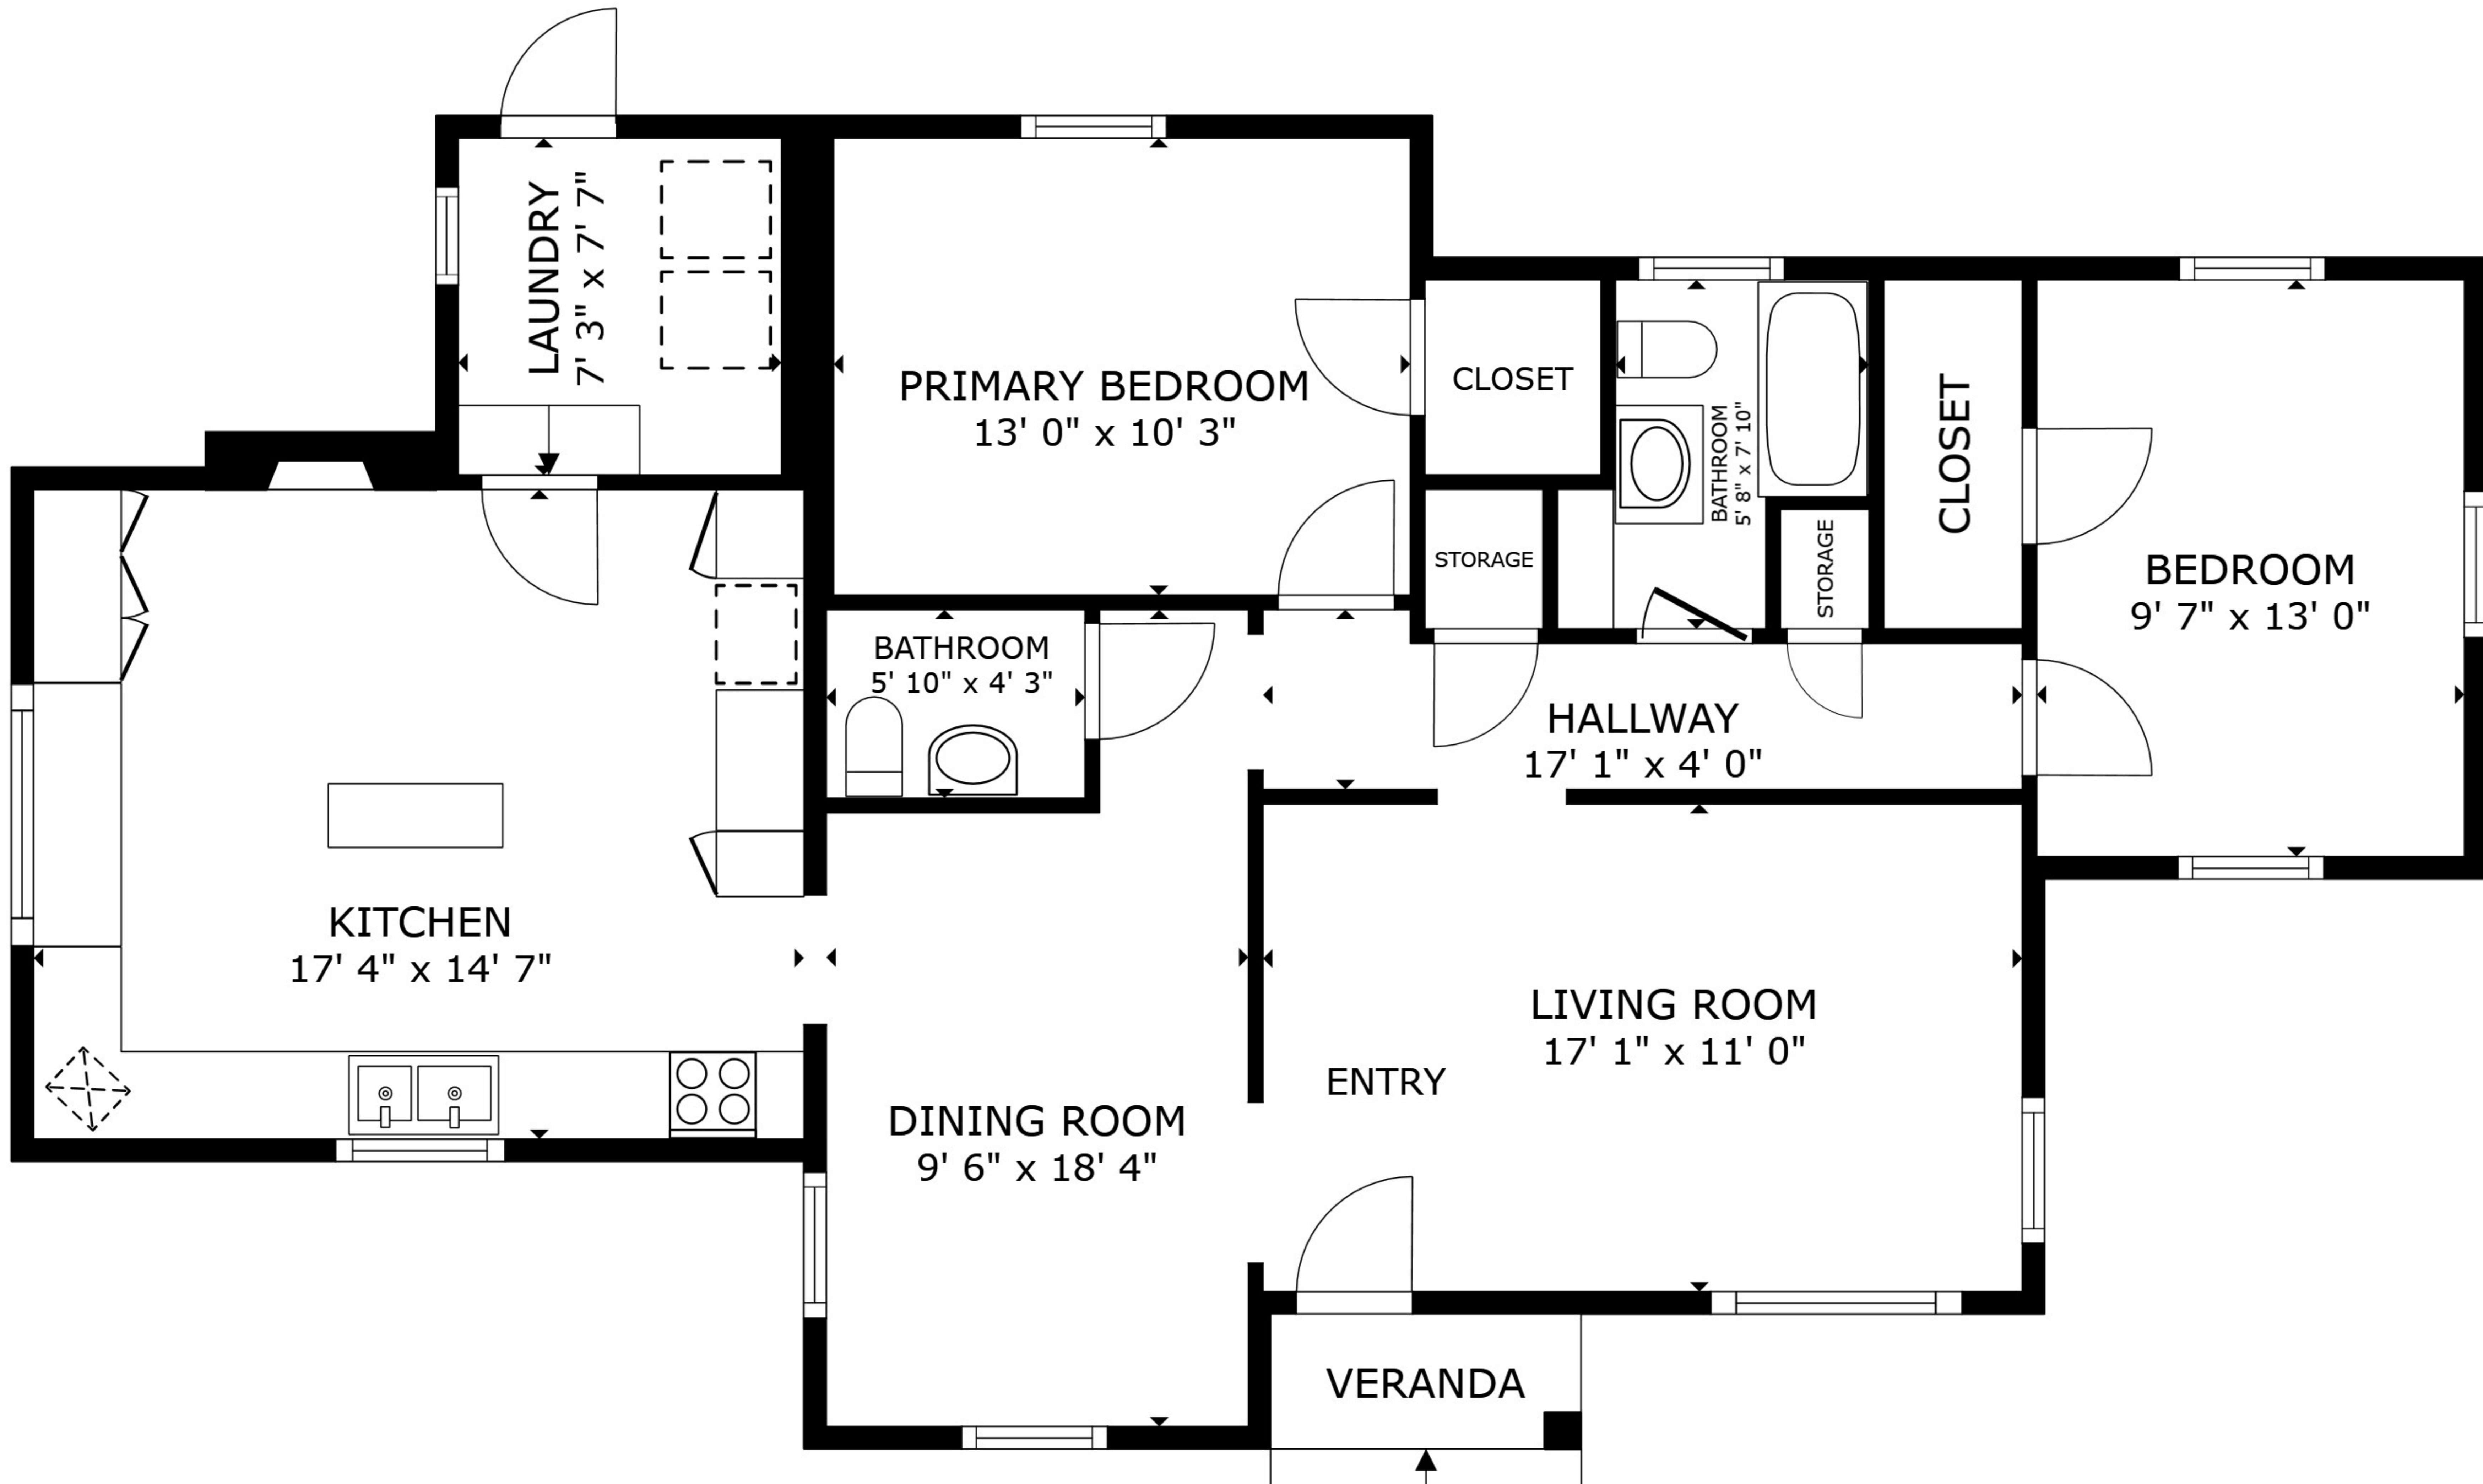 LAUNDRY
7' 3" x 7' 7"
PRIMARY BEDROOM
13' 0" x 10' 3"
CLOSET
BATHROOM
5' 8" x 7' 10"
CLOSET
STORAGE
STORAGE
BEDROOM
9' 7" x 13' 0"
BATHROOM
5' 10" x 4' 3"
HALLWAY
17' 1" x 4' 0"
KITCHEN
17' 4" x 14' 7"
LIVING ROOM
17' 1" x 11' 0"
ENTRY
DINING ROOM
9' 6" x 18' 4"
VERANDA